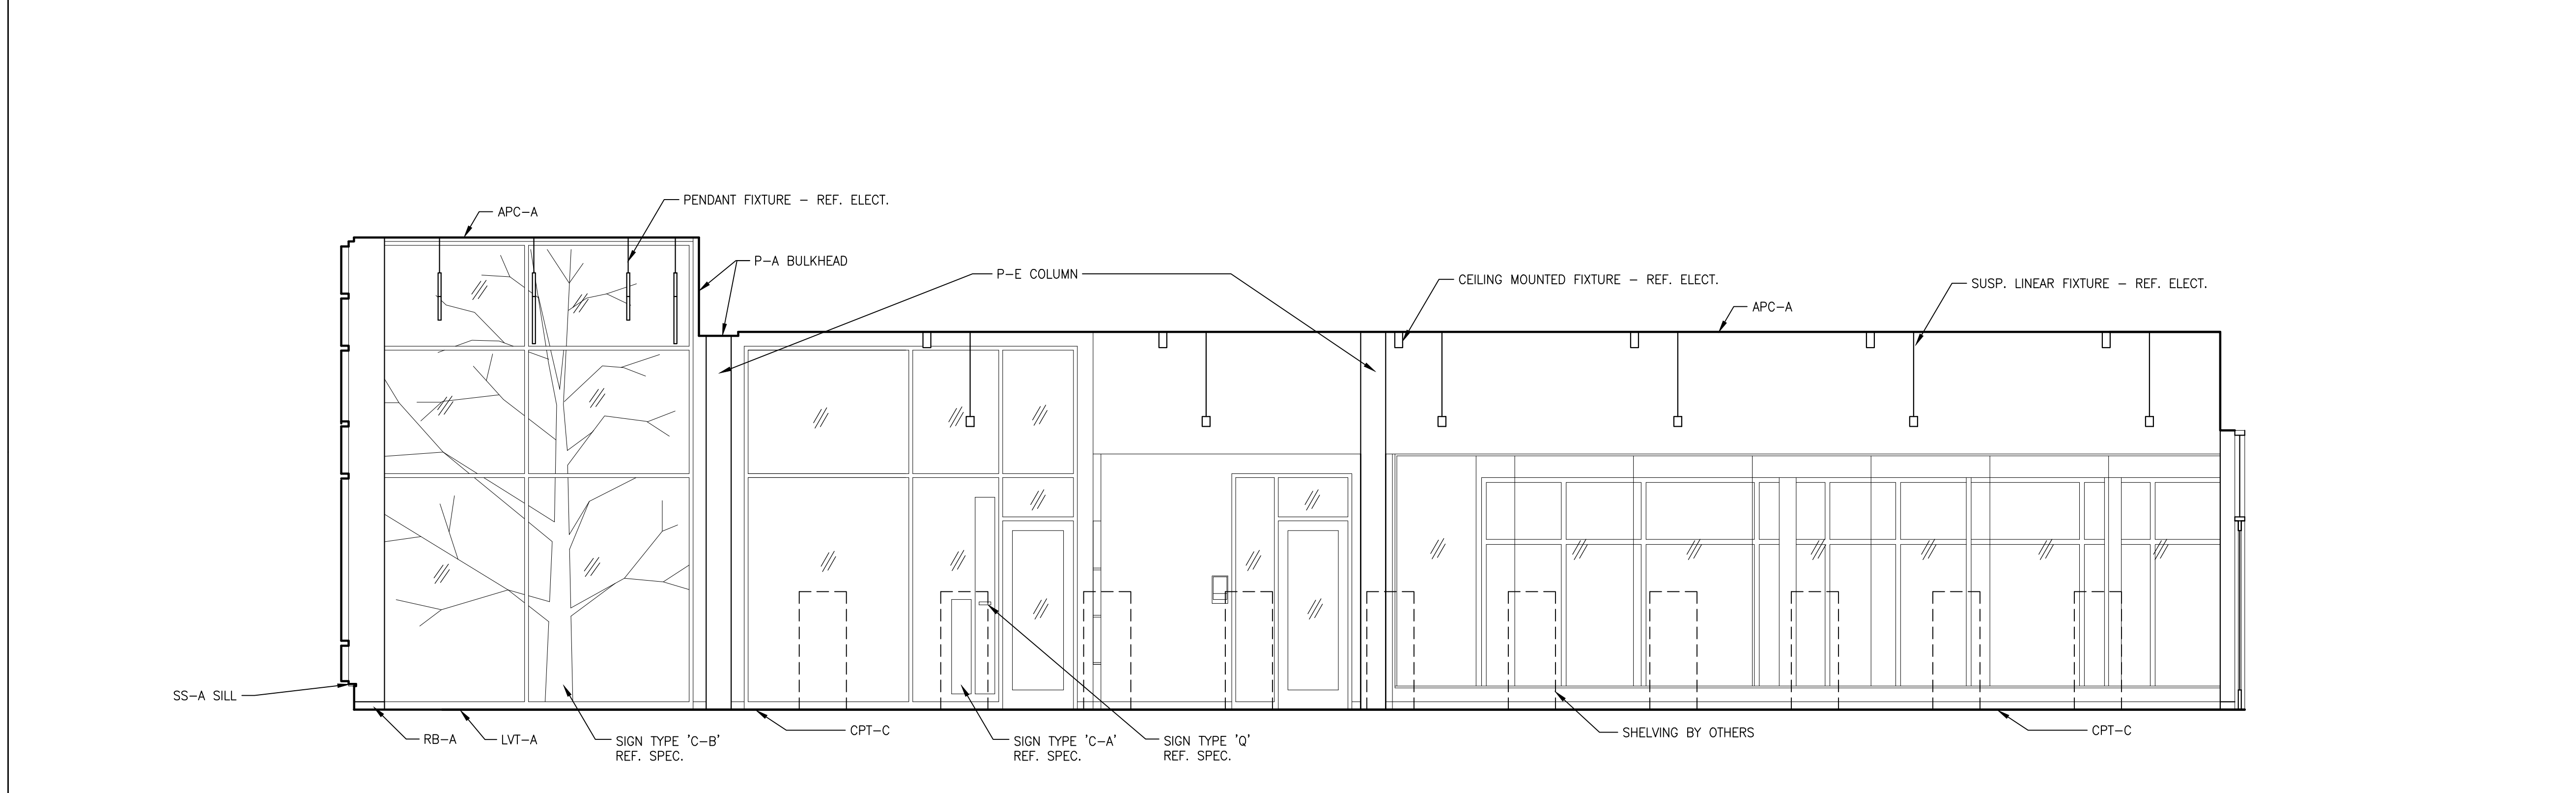 PENDANT FIXTURE – REF. ELECT.
APC–A
P–A BULKHEAD
P–E COLUMN
CEILING MOUNTED FIXTURE – REF. ELECT.
SUSP. LINEAR FIXTURE – REF. ELECT.
APC–A
SS–A SILL
RB–A
LVT–A
SIGN TYPE 'C–B'
REF. SPEC.
CPT–C
SIGN TYPE 'C–A'
REF. SPEC.
SIGN TYPE 'Q'
REF. SPEC.
SHELVING BY OTHERS
CPT–C